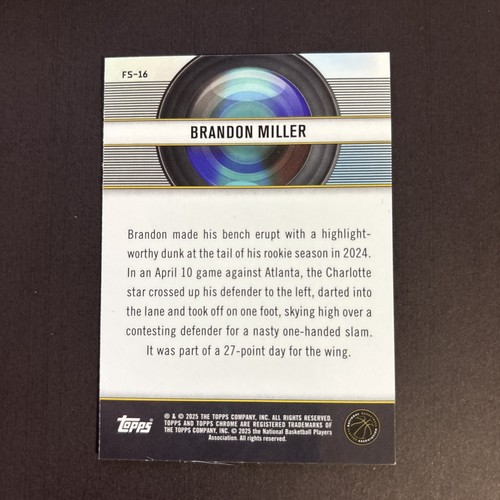 FS-16
BRANDON MILLER
Brandon made his bench erupt with a highlight-
worthy dunk at the tail of his rookie season in 2024.
In an April 10 game against Atlanta, the Charlotte
star crossed up his defender to the left, darted into
the lane and took off on one foot, skying high over a
contesting defender for a nasty one-handed slam.
It was part of a 27-point day for the wing.
Topps
® & © 2025 THE TOPPS COMPANY, INC. ALL RIGHTS RESERVED.
TOPPS AND TOPPS CHROME ARE REGISTERED TRADEMARKS OF
THE TOPPS COMPANY, INC. © 2025 the National Basketball Players
Association. All rights reserved.